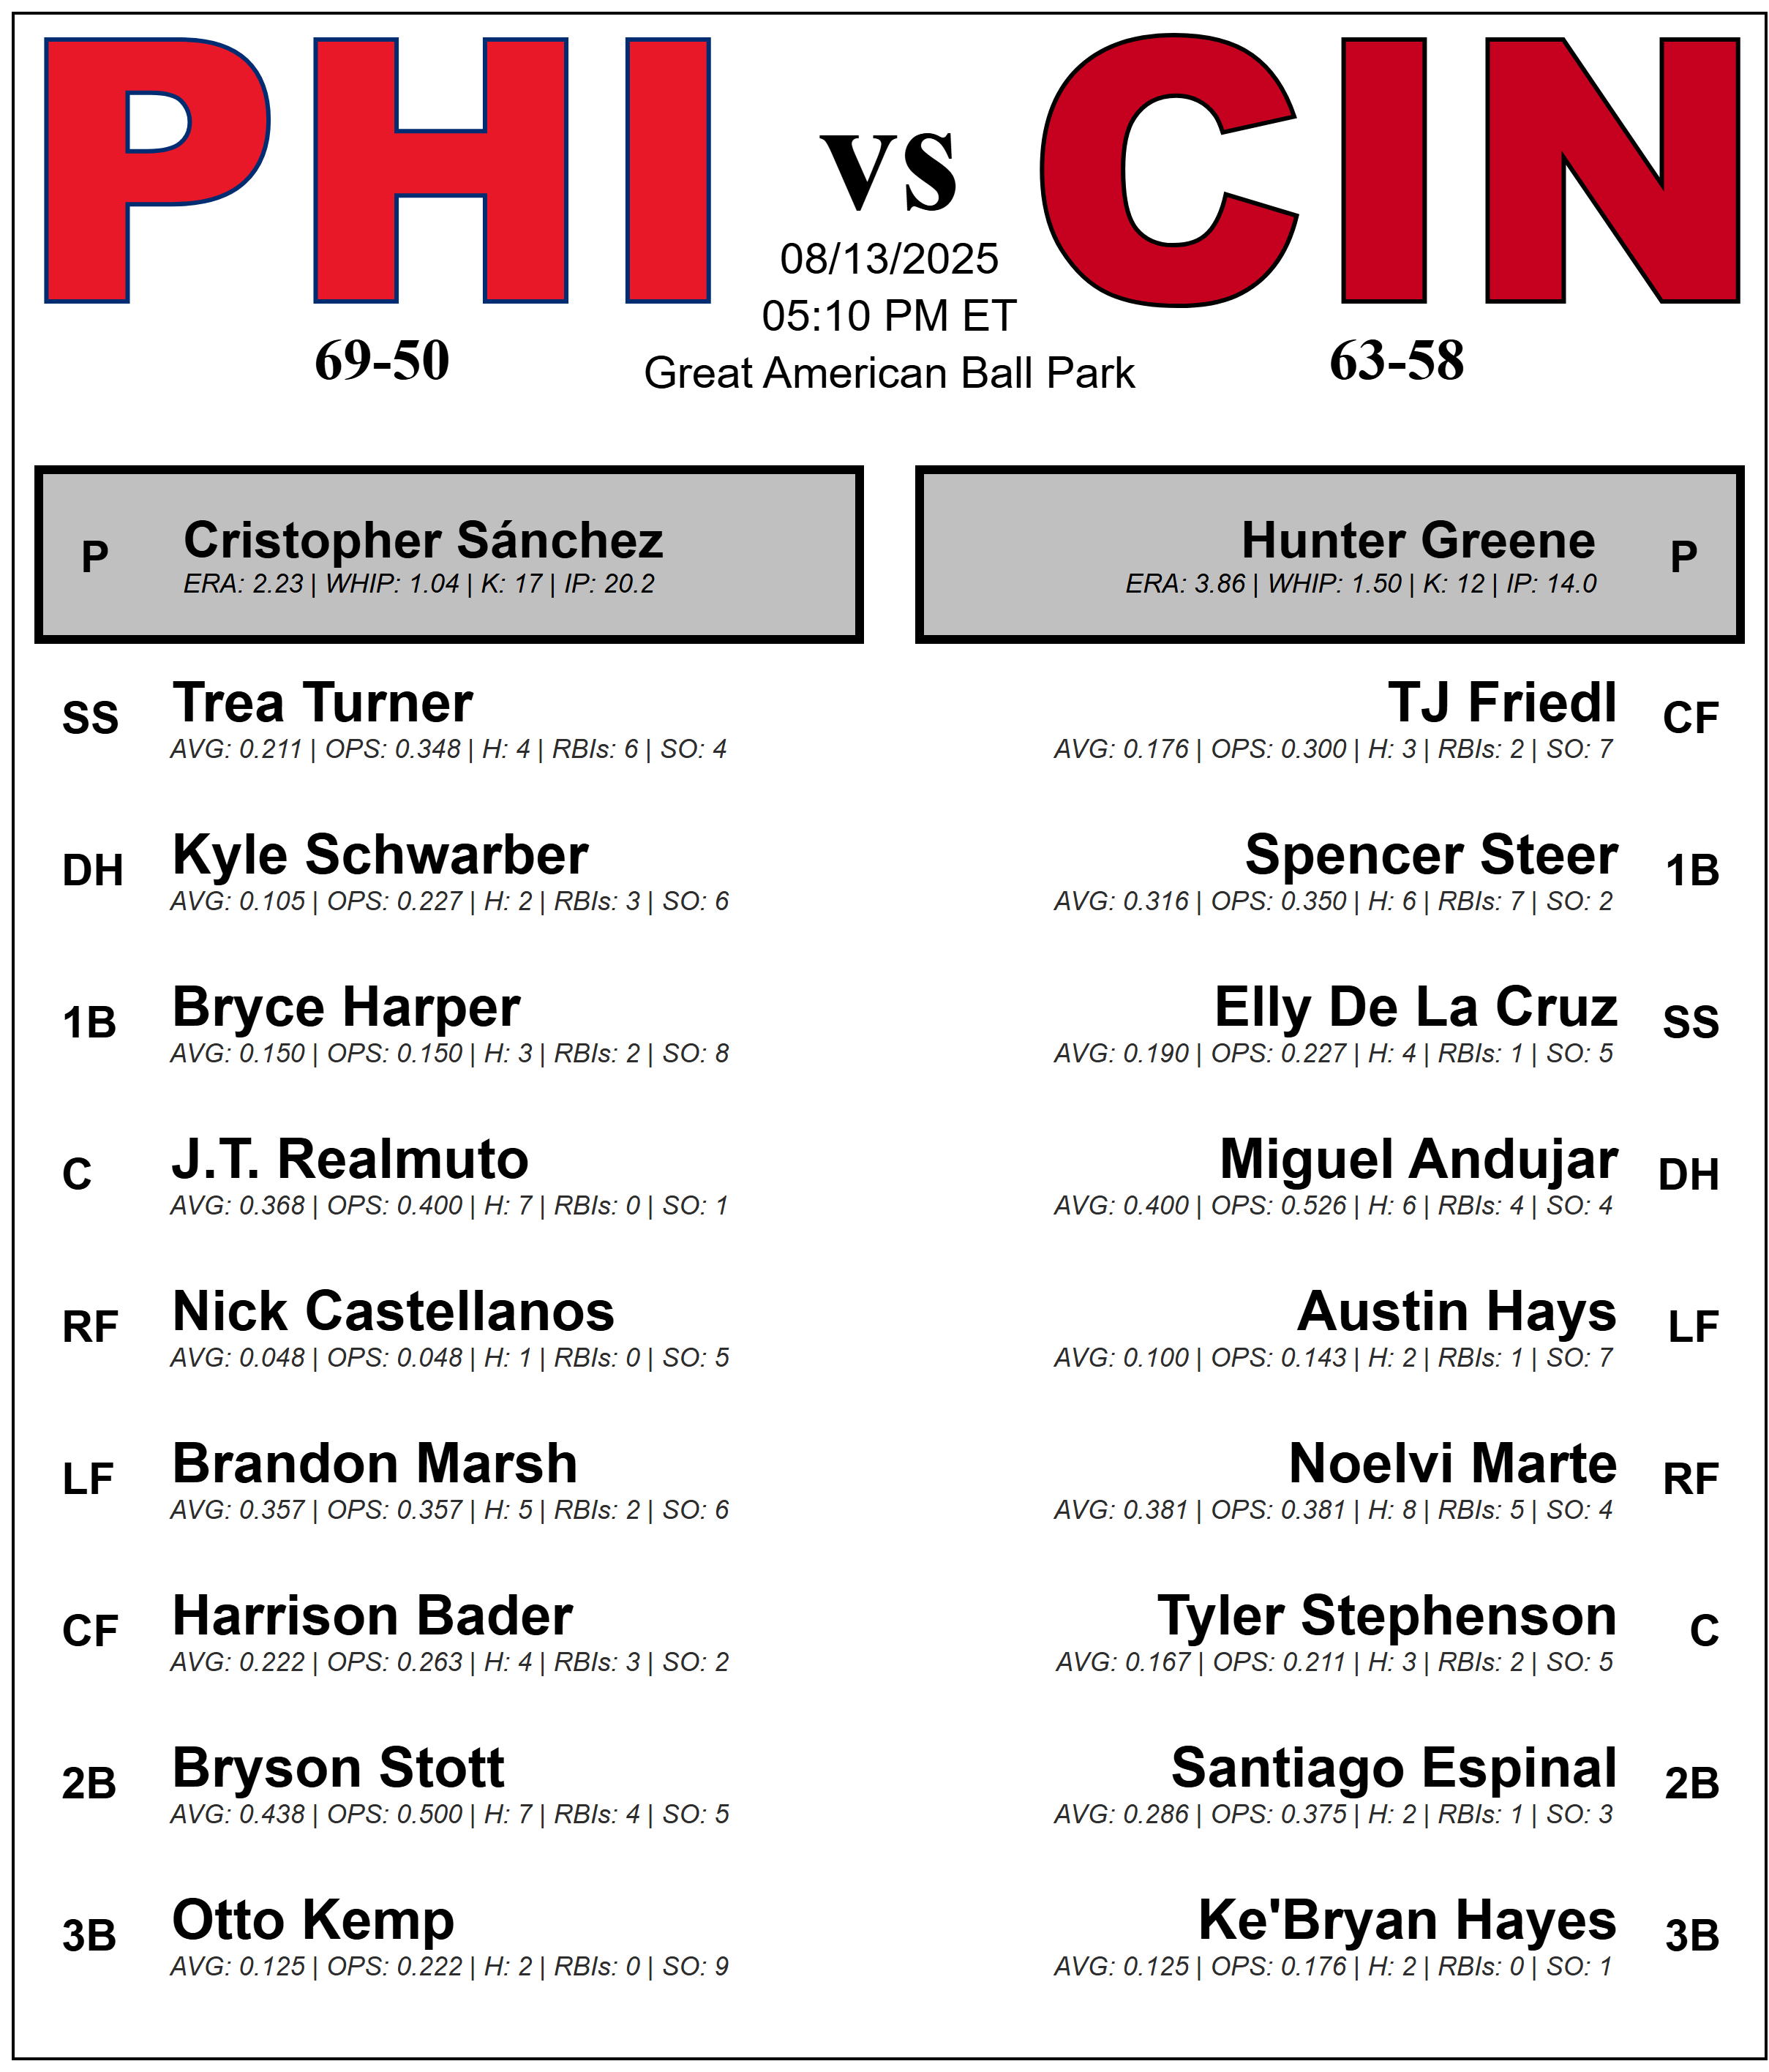 PHI vs CIN
08/13/2025
05:10 PM ET
69-50 Great American Ball Park 63-58
P Cristopher Sánchez
ERA: 2.23 | WHIP: 1.04 | K: 17 | IP: 20.2
Hunter Greene P
ERA: 3.86 | WHIP: 1.50 | K: 12 | IP: 14.0
SS Trea Turner
AVG: 0.211 | OPS: 0.348 | H: 4 | RBIs: 6 | SO: 4
TJ Friedl CF
AVG: 0.176 | OPS: 0.300 | H: 3 | RBIs: 2 | SO: 7
DH Kyle Schwarber
AVG: 0.105 | OPS: 0.227 | H: 2 | RBIs: 3 | SO: 6
Spencer Steer 1B
AVG: 0.316 | OPS: 0.350 | H: 6 | RBIs: 7 | SO: 2
1B Bryce Harper
AVG: 0.150 | OPS: 0.150 | H: 3 | RBIs: 2 | SO: 8
Elly De La Cruz SS
AVG: 0.190 | OPS: 0.227 | H: 4 | RBIs: 1 | SO: 5
C J.T. Realmuto
AVG: 0.368 | OPS: 0.400 | H: 7 | RBIs: 0 | SO: 1
Miguel Andujar DH
AVG: 0.400 | OPS: 0.526 | H: 6 | RBIs: 4 | SO: 4
RF Nick Castellanos
AVG: 0.048 | OPS: 0.048 | H: 1 | RBIs: 0 | SO: 5
Austin Hays LF
AVG: 0.100 | OPS: 0.143 | H: 2 | RBIs: 1 | SO: 7
LF Brandon Marsh
AVG: 0.357 | OPS: 0.357 | H: 5 | RBIs: 2 | SO: 6
Noelvi Marte RF
AVG: 0.381 | OPS: 0.381 | H: 8 | RBIs: 5 | SO: 4
CF Harrison Bader
AVG: 0.222 | OPS: 0.263 | H: 4 | RBIs: 3 | SO: 2
Tyler Stephenson C
AVG: 0.167 | OPS: 0.211 | H: 3 | RBIs: 2 | SO: 5
2B Bryson Stott
AVG: 0.438 | OPS: 0.500 | H: 7 | RBIs: 4 | SO: 5
Santiago Espinal 2B
AVG: 0.286 | OPS: 0.375 | H: 2 | RBIs: 1 | SO: 3
3B Otto Kemp
AVG: 0.125 | OPS: 0.222 | H: 2 | RBIs: 0 | SO: 9
Ke'Bryan Hayes 3B
AVG: 0.125 | OPS: 0.176 | H: 2 | RBIs: 0 | SO: 1